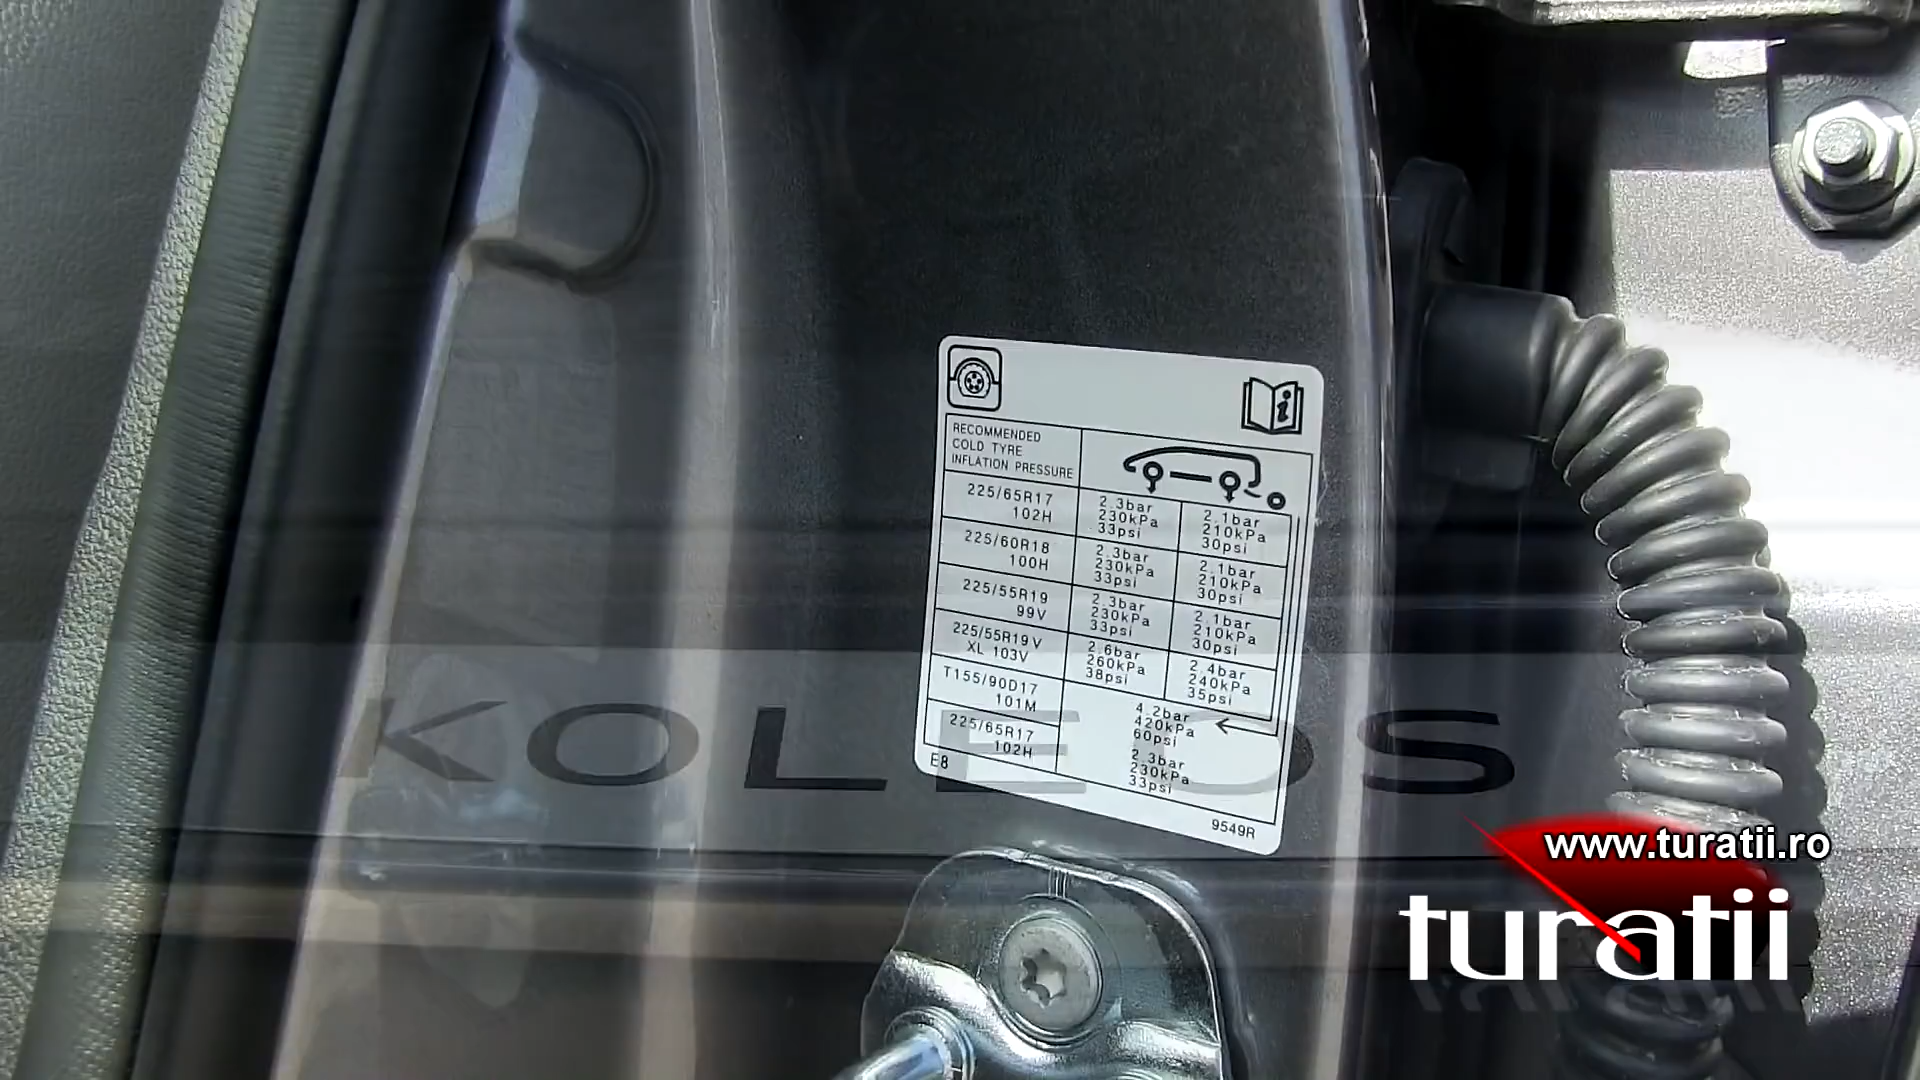 RECOMMENDED
COLD TYRE
INFLATION PRESSURE
225/65R17
102H
2.3bar
230kPa
33psi
2.1bar
210kPa
30psi
225/60R18
100H
2.3bar
230kPa
33psi
2.1bar
210kPa
30psi
225/55R19
99V
2.3bar
230kPa
33psi
2.1bar
210kPa
30psi
225/55R19 V
XL 103V
2.6bar
260kPa
38psi
2.4bar
240kPa
35psi
T155/90D17
101M
4.2bar
420kPa
60psi
225/65R17
102H
2.3bar
230kPa
33psi
E8
9549R
KOLEOS
www.turatii.ro
turatii